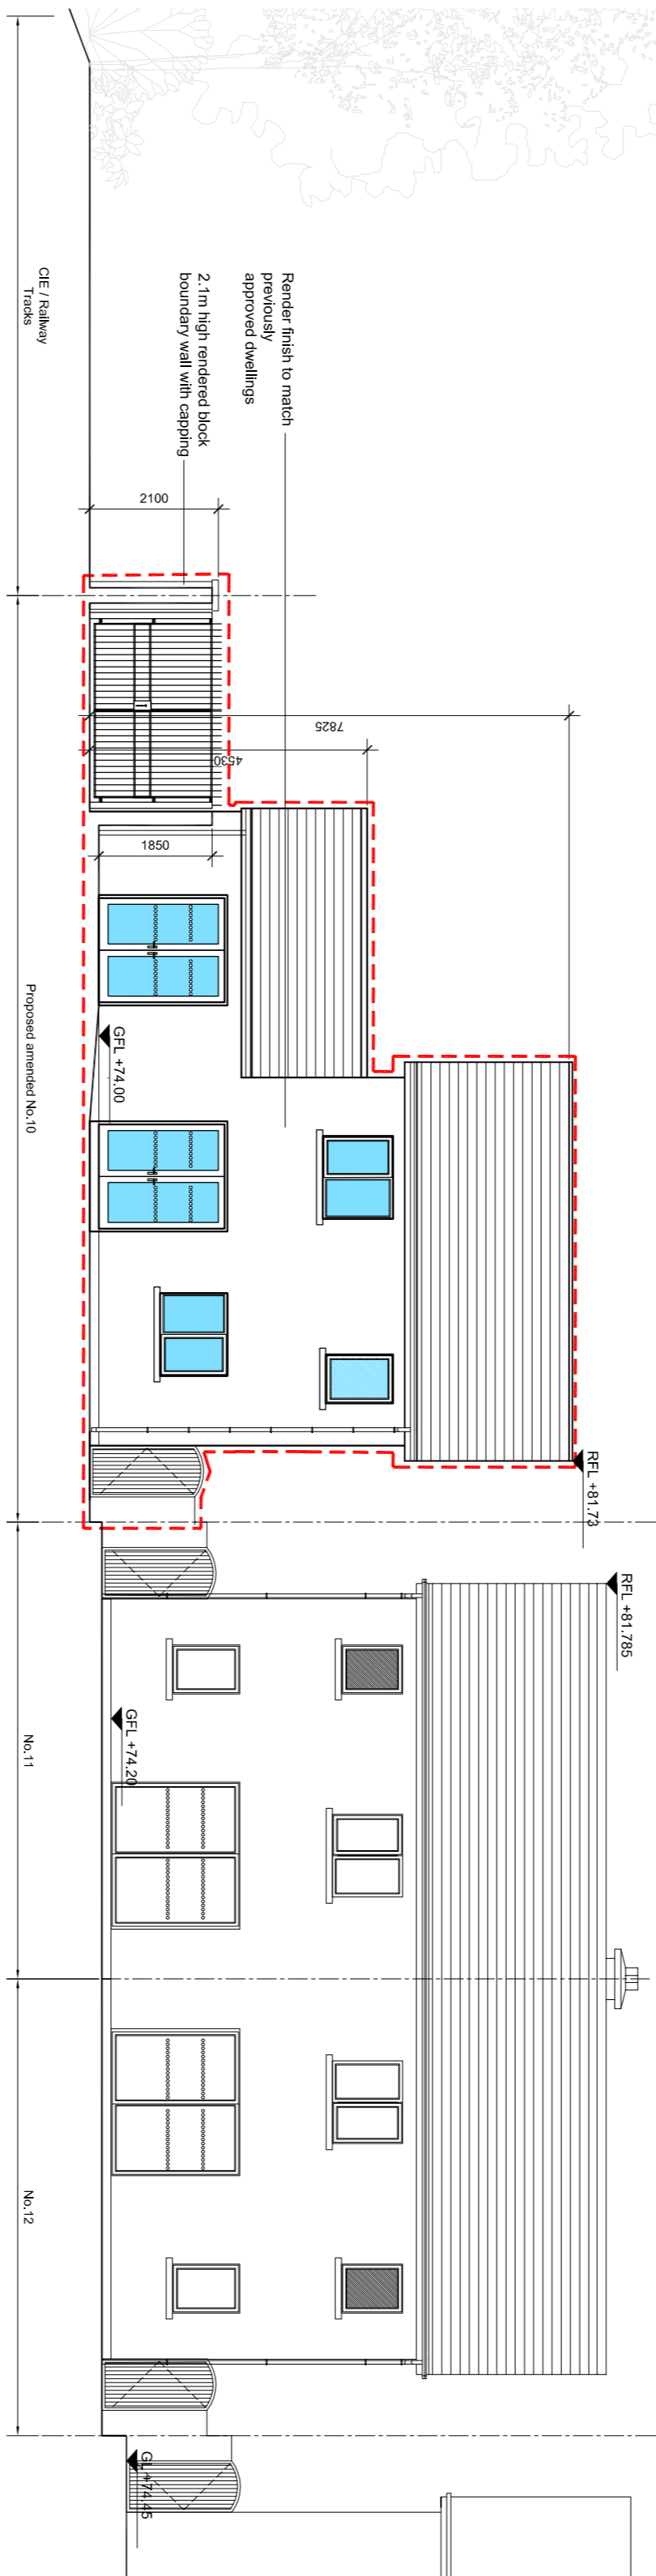 Render finish to match
previously
approved dwellings
2.1m high rendered block
boundary wall with capping
2100
7825
4530
1850
GFL +74.00
RFL +81.73
RFL +81.785
GFL +74.20
GL +74.45
CIE / Railway
Tracks
Proposed amended No.10
No.11
No.12